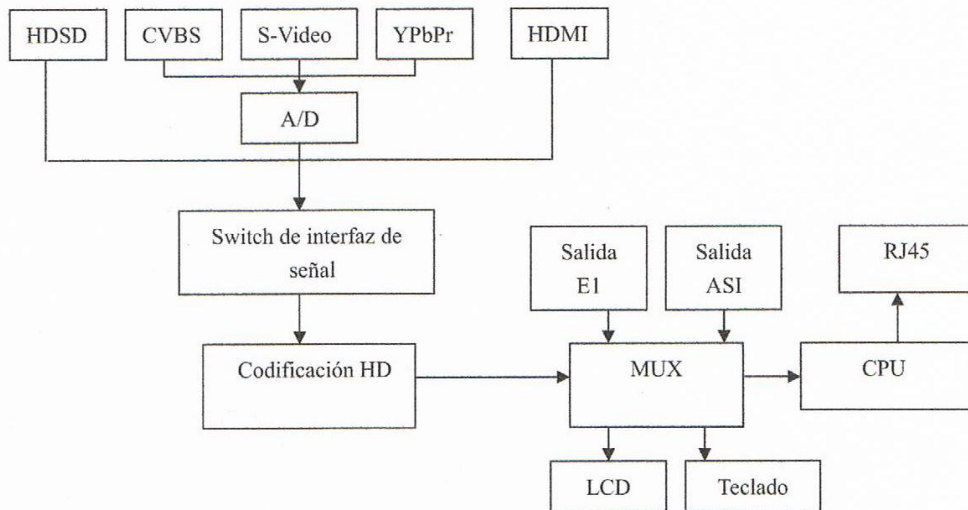 HDSD
CVBS
S-Video
YPbPr
HDMI
A/D
Switch de interfaz de
señal
Salida
E1
Salida
ASI
RJ45
Codificación HD
MUX
CPU
LCD
Teclado